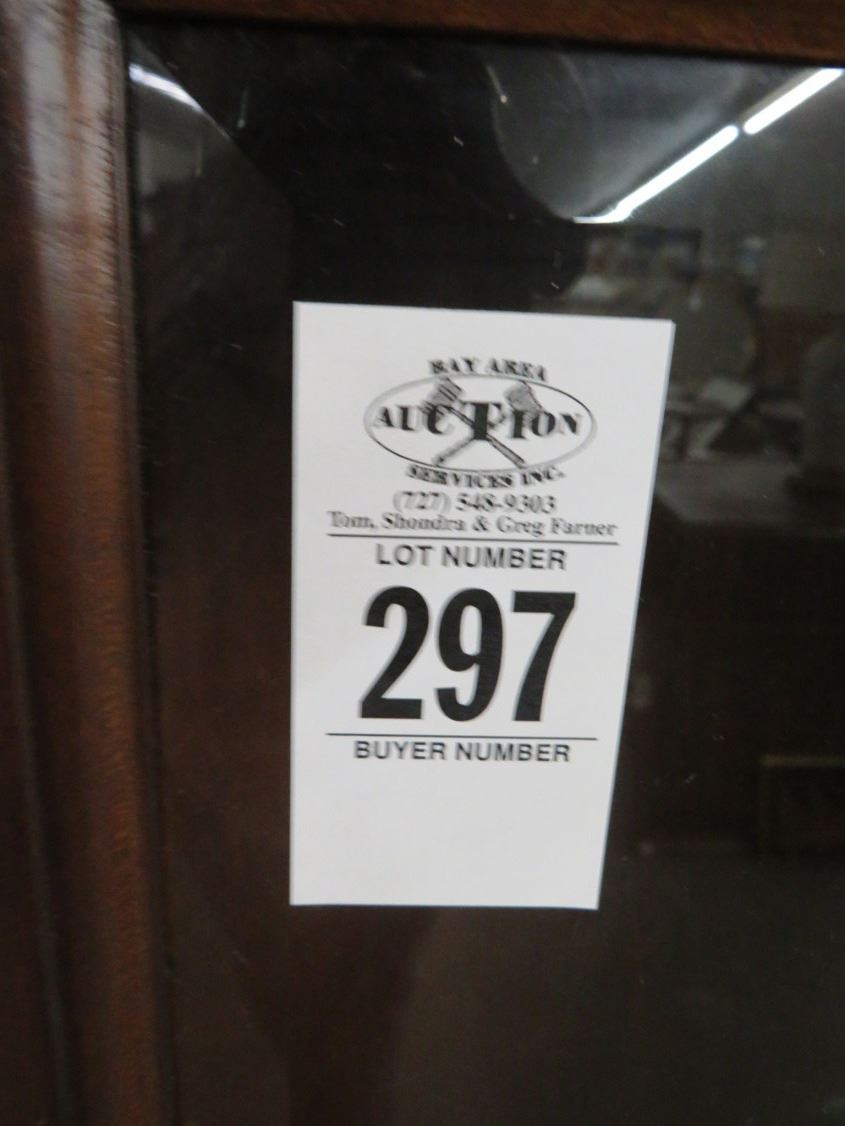 BAY AREA
AUCTION
SERVICES INC.
(727) 548-9303
Tom, Shondra & Greg Farner
LOT NUMBER
297
BUYER NUMBER